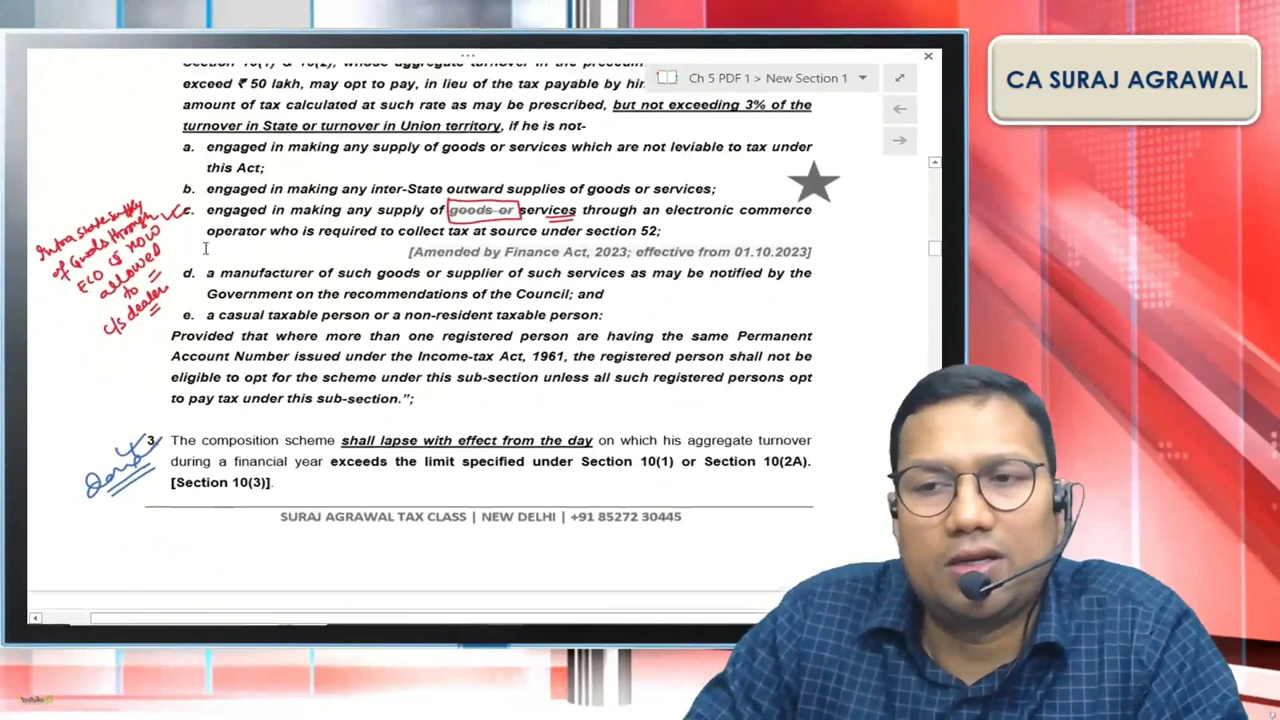 CA SURAJ AGRAWAL
Ch 5 PDF 1 > New Section 1
exceed ₹ 50 lakh, may opt to pay, in lieu of the tax payable by hi
amount of tax calculated at such rate as may be prescribed, but not exceeding 3% of the
turnover in State or turnover in Union territory, if he is not-
a. engaged in making any supply of goods or services which are not leviable to tax under
this Act;
b. engaged in making any inter-State outward supplies of goods or services;
c. engaged in making any supply of goods or services through an electronic commerce
operator who is required to collect tax at source under section 52;
[Amended by Finance Act, 2023; effective from 01.10.2023]
Intra State Supply
of Goods through
ECO is now
allowed
to
c/s dealer
d. a manufacturer of such goods or supplier of such services as may be notified by the
Government on the recommendations of the Council; and
e. a casual taxable person or a non-resident taxable person:
Provided that where more than one registered person are having the same Permanent
Account Number issued under the Income-tax Act, 1961, the registered person shall not be
eligible to opt for the scheme under this sub-section unless all such registered persons opt
to pay tax under this sub-section.”;
3. The composition scheme shall lapse with effect from the day on which his aggregate turnover
during a financial year exceeds the limit specified under Section 10(1) or Section 10(2A).
[Section 10(3)].
SURAJ AGRAWAL TAX CLASS | NEW DELHI | +91 85272 30445